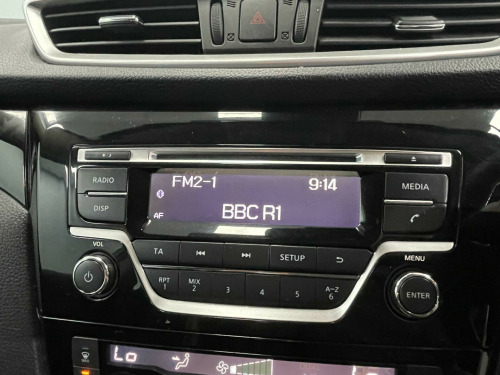 RADIO
DISP
FM2-1 9:14
AF
BBC R1
MEDIA
VOL
TA
SETUP
MENU
RPT 1
MIX 2
3
4
5
A-Z 6
ENTER
Lo
Lo